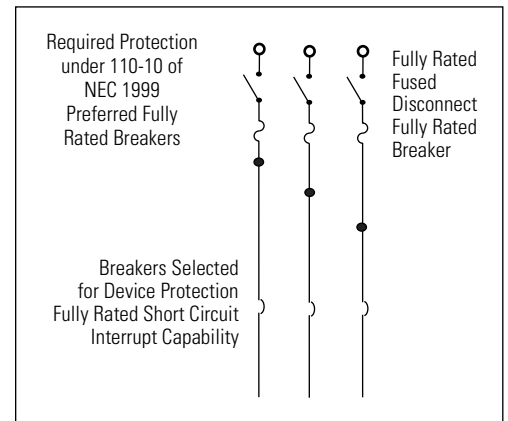 Required Protection
under 110-10 of
NEC 1999
Preferred Fully
Rated Breakers
Fully Rated
Fused
Disconnect
Fully Rated
Breaker
Breakers Selected
for Device Protection
Fully Rated Short Circuit
Interrupt Capability